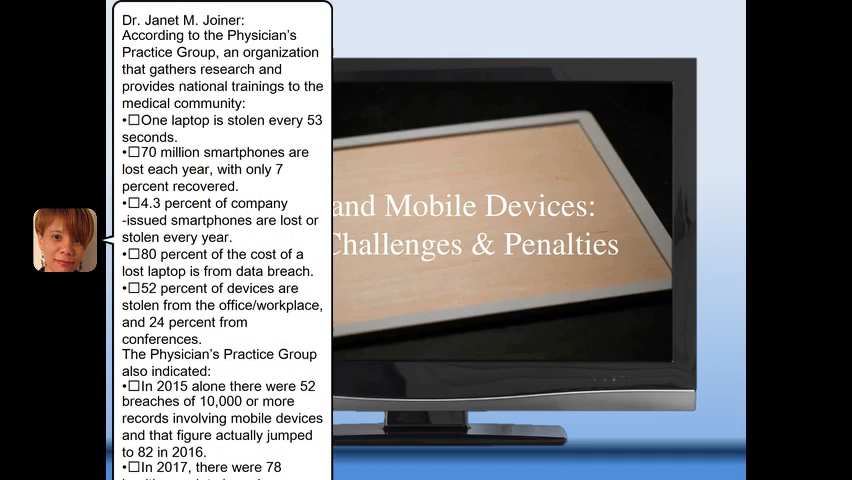 Dr. Janet M. Joiner:
According to the Physician’s
Practice Group, an organization
that gathers research and
provides national trainings to the
medical community:
•☐One laptop is stolen every 53
seconds.
•☐70 million smartphones are
lost each year, with only 7
percent recovered.
•☐4.3 percent of company
-issued smartphones are lost or
stolen every year.
•☐80 percent of the cost of a
lost laptop is from data breach.
•☐52 percent of devices are
stolen from the office/workplace,
and 24 percent from
conferences.
The Physician’s Practice Group
also indicated:
•☐In 2015 alone there were 52
breaches of 10,000 or more
records involving mobile devices
and that figure actually jumped
to 82 in 2016.
•☐In 2017, there were 78
and Mobile Devices:
Challenges & Penalties